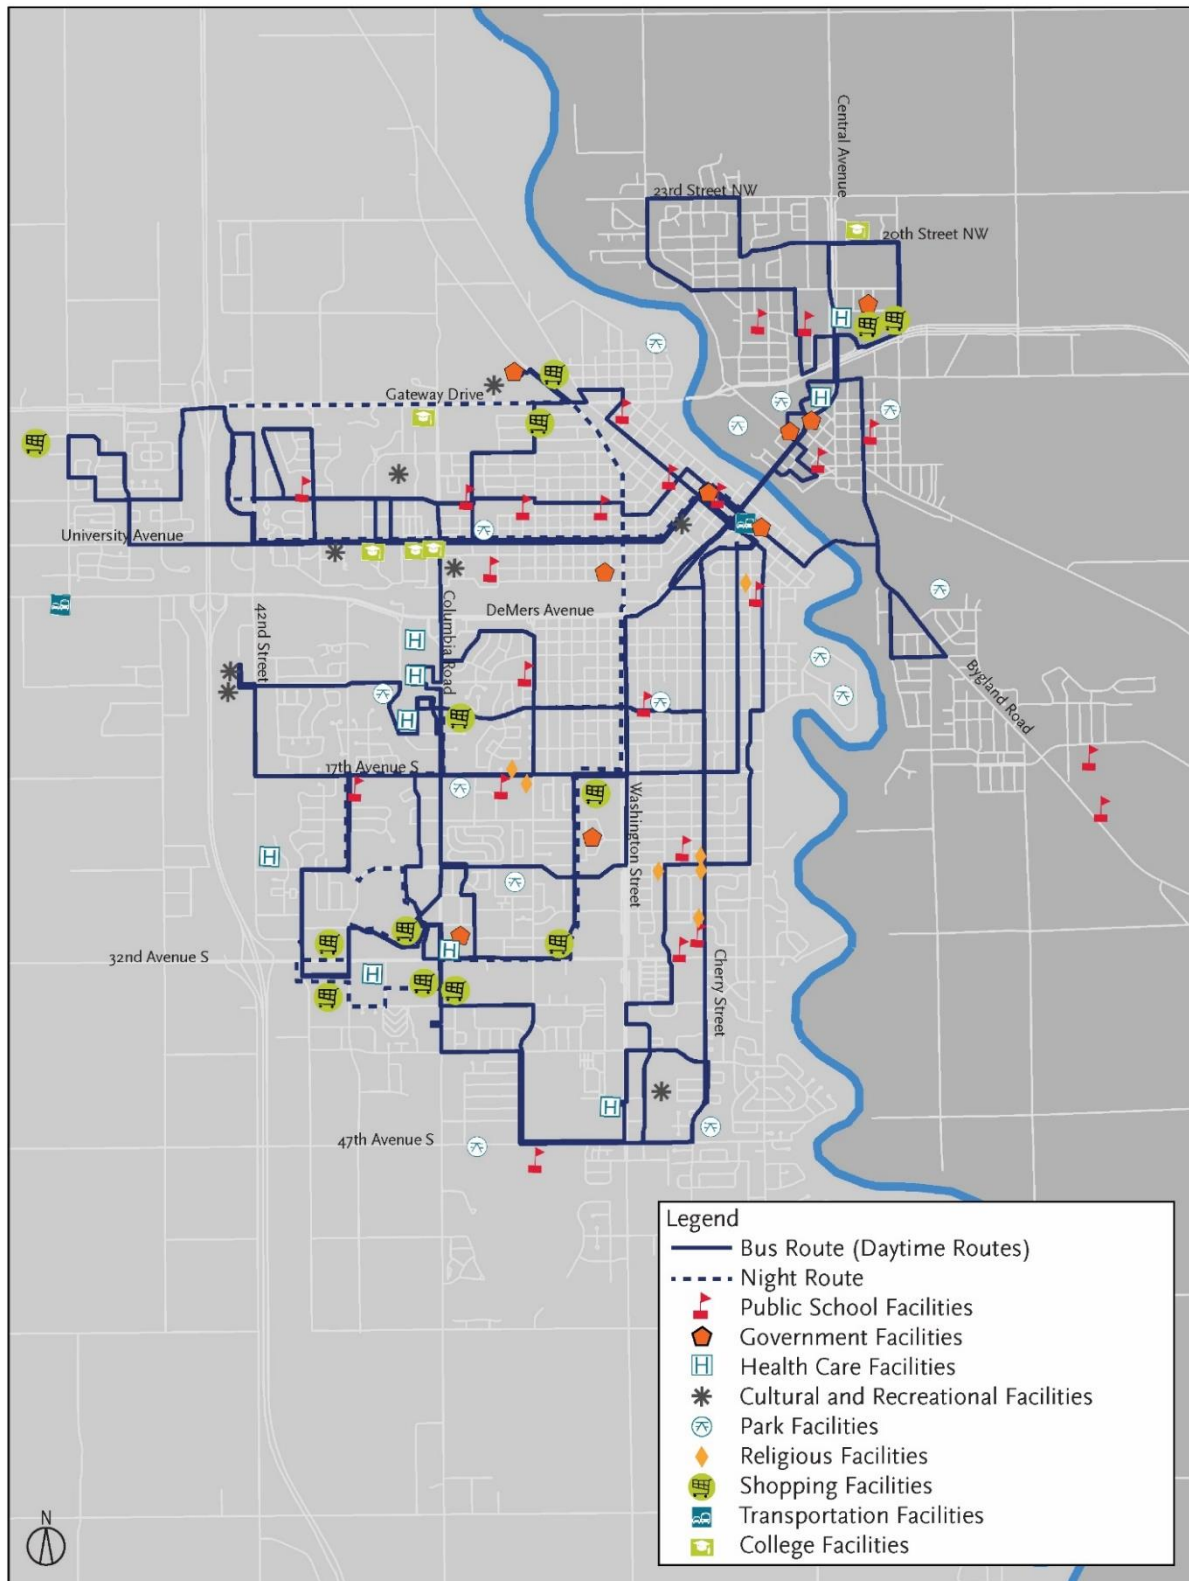 Central Avenue
23rd Street NW
20th Street NW
Gateway Drive
University Avenue
42nd Street
Columbia Road
DeMers Avenue
Bygland Road
17th Avenue S
Washington Street
32nd Avenue S
Cherry Street
47th Avenue S
Legend
Bus Route (Daytime Routes)
Night Route
Public School Facilities
Government Facilities
H Health Care Facilities
Cultural and Recreational Facilities
Park Facilities
Religious Facilities
Shopping Facilities
Transportation Facilities
College Facilities
N